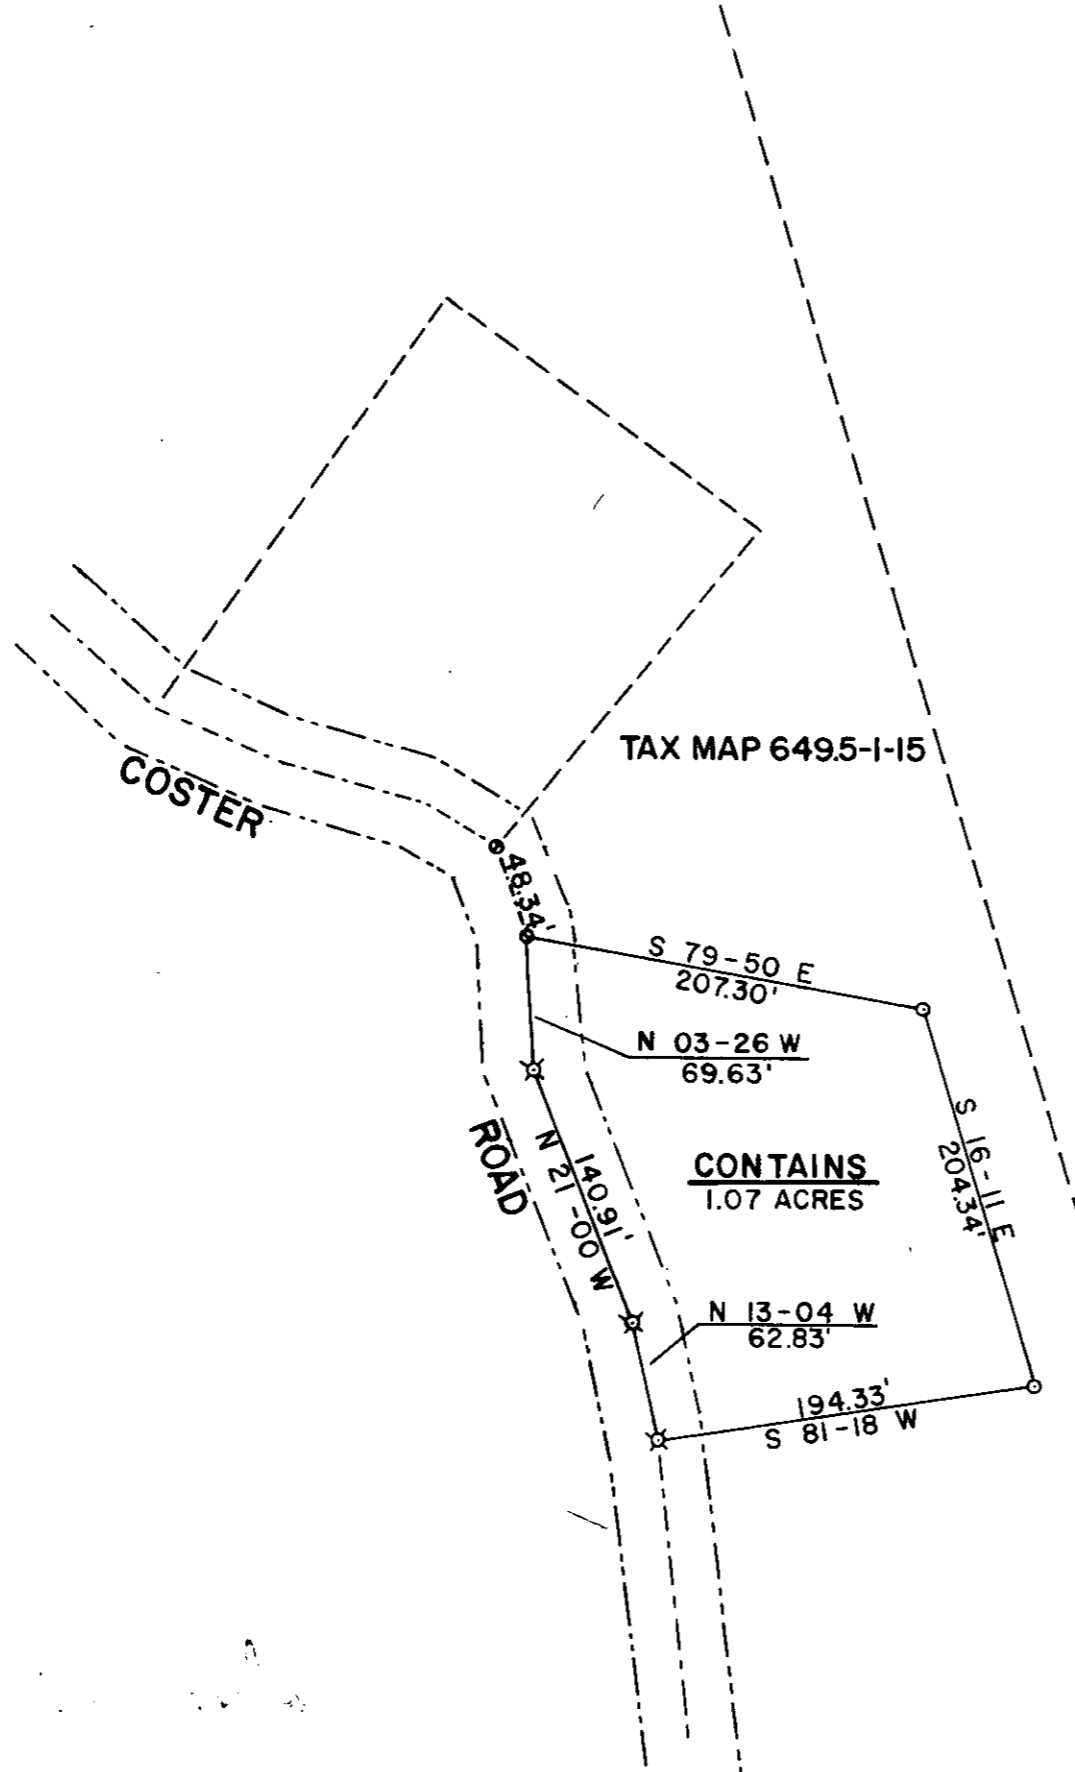 TAX MAP 649.5-1-15
COSTER
48.34'
S 79-50 E
207.30'
N 03-26 W
69.63'
S 16-11 E
204.34'
ROAD
140.91'
N 21-00 W
CONTAINS
1.07 ACRES
N 13-04 W
62.83'
194.33'
S 81-18 W